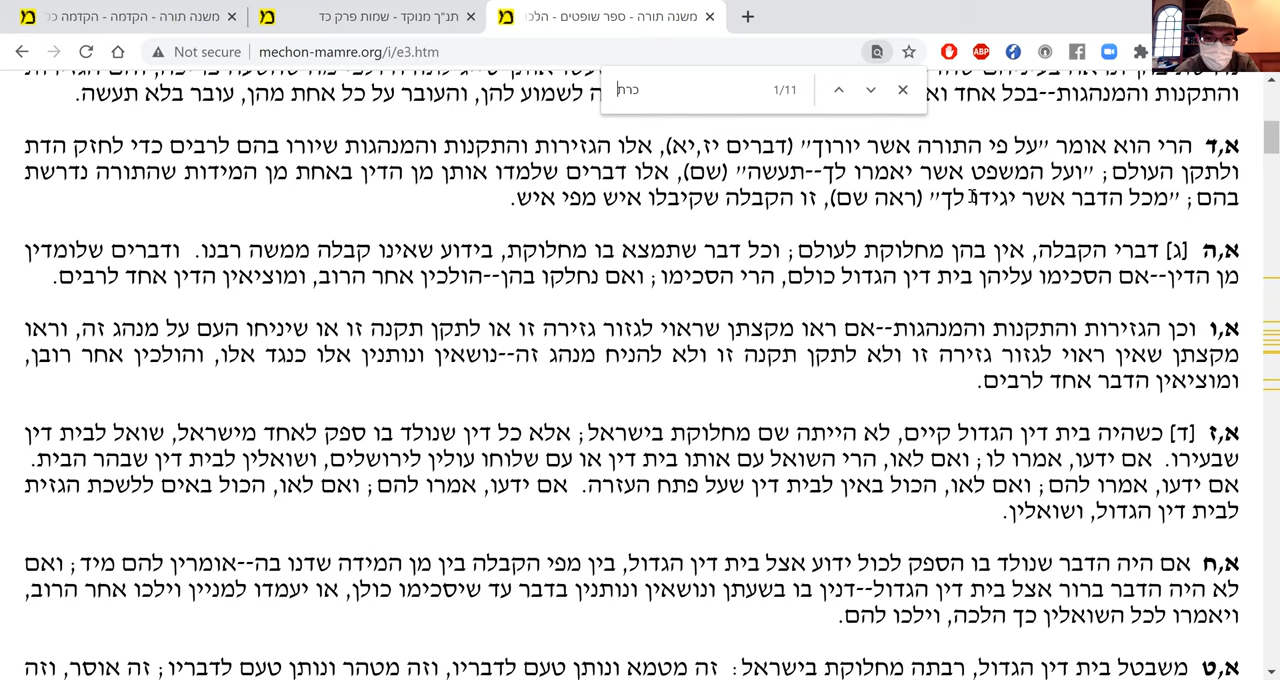 משנה תורה - הקדמה - הקדמה ככ
תנ"ך מנוקד - שמות פרק כד
משנה תורה - ספר שופטים - הלכו
Not secure mechon-mamre.org/i/e3.htm
כרת 1/11
והתקנות והמנהגות--בכל אחד וא ה לשמוע להן, והעובר על כל אחת מהן, עובר בלא תעשה.
א,ד הרי הוא אומר "על פי התורה אשר יורוך" (דברים יז,יא), אלו הגזירות והתקנות והמנהגות שיורו בהם לרבים כדי לחזק הדת
ולתקן העולם; "ועל המשפט אשר יאמרו לך--תעשה" (שם), אלו דברים שלמדו אותן מן הדין באחת מן המידות שהתורה נדרשת
בהם; "מכל הדבר אשר יגידו לך" (ראה שם), זו הקבלה שקיבלו איש מפי איש.
א,ה [ג] דברי הקבלה, אין בהן מחלוקת לעולם; וכל דבר שתמצא בו מחלוקת, בידוע שאינו קבלה ממשה רבנו. ודברים שלומדין
מן הדין--אם הסכימו עליהן בית דין הגדול כולם, הרי הסכימו; ואם נחלקו בהן--הולכין אחר הרוב, ומוציאין הדין אחד לרבים.
א,ו וכן הגזירות והתקנות והמנהגות--אם ראו מקצתן שראוי לגזור גזירה זו או לתקן תקנה זו או שיניחו העם על מנהג זה, וראו
מקצתן שאין ראוי לגזור גזירה זו ולא לתקן תקנה זו ולא להניח מנהג זה--נושאין ונותנין אלו כנגד אלו, והולכין אחר רובן,
ומוציאין הדבר אחד לרבים.
א,ז [ד] כשהיה בית דין הגדול קיים, לא הייתה שם מחלוקת בישראל; אלא כל דין שנולד בו ספק לאחד מישראל, שואל לבית דין
שבעירו. אם ידעו, אמרו לו; ואם לאו, הרי השואל עם אותו בית דין או עם שלוחו עולין לירושלים, ושואלין לבית דין שבהר הבית.
אם ידעו, אמרו להם; ואם לאו, הכול באין לבית דין שעל פתח העזרה. אם ידעו, אמרו להם; ואם לאו, הכול באים ללשכת הגזית
לבית דין הגדול, ושואלין.
א,ח אם היה הדבר שנולד בו הספק לכול ידוע אצל בית דין הגדול, בין מפי הקבלה בין מן המידה שדנו בה--אומרין להם מיד; ואם
לא היה הדבר ברור אצל בית דין הגדול--דנין בו בשעתן ונושאין ונותנין בדבר עד שיסכימו כולן, או יעמדו למניין וילכו אחר הרוב,
ויאמרו לכל השואלין כך הלכה, וילכו להם.
א,ט משבטל בית דין הגדול, רבתה מחלוקת בישראל: זה מטמא ונותן טעם לדבריו, וזה מטהר ונותן טעם לדבריו; זה אוסר, וזה